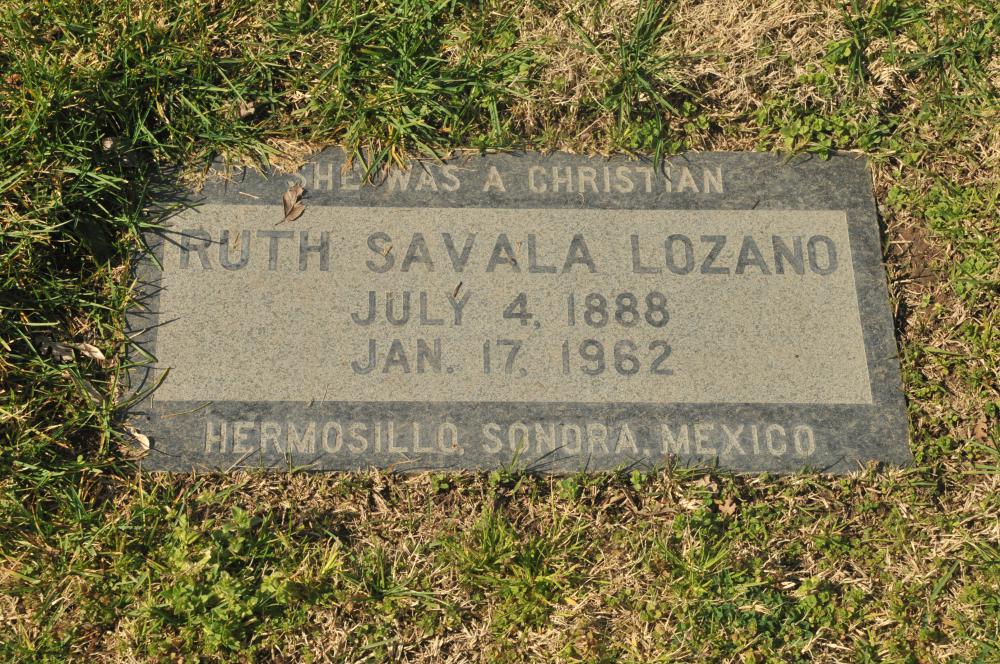 SHE WAS A CHRISTIAN
RUTH SAVALA LOZANO
JULY 4, 1888
JAN. 17, 1962
HERMOSILLO, SONORA, MEXICO